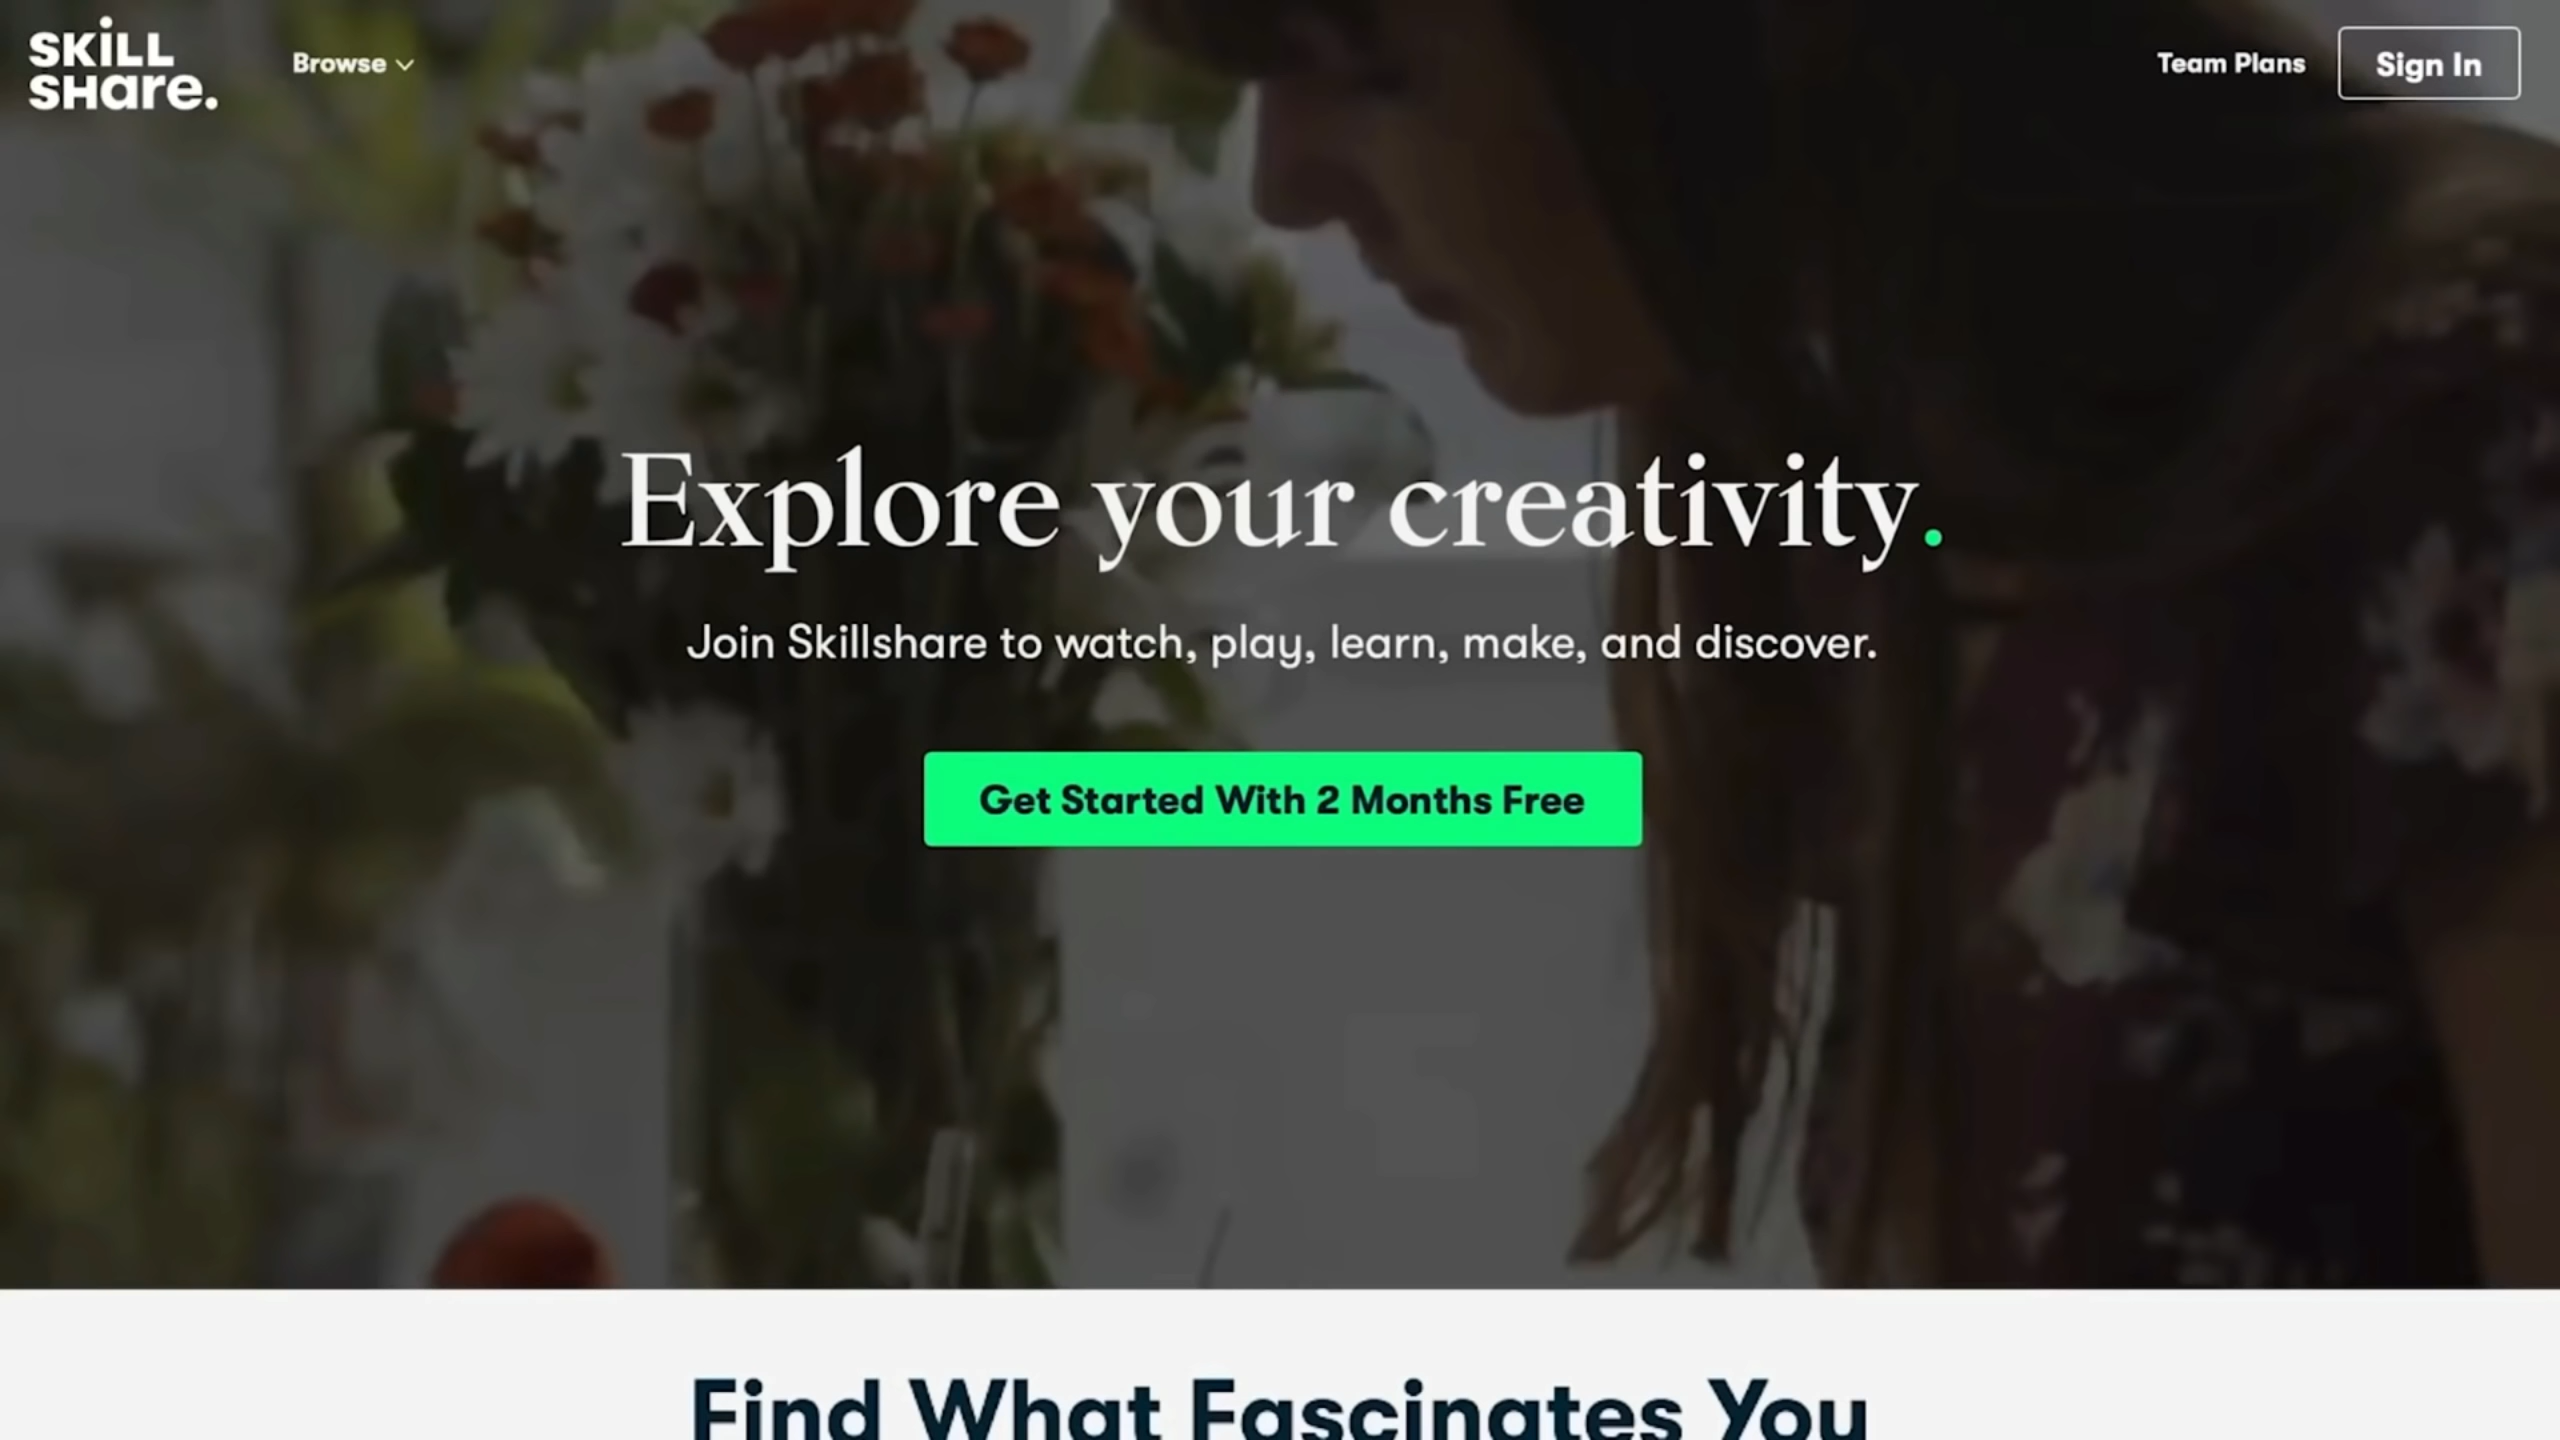 SKiLL
SHare.
Browse
Team Plans
Sign In
Explore your creativity.
Join Skillshare to watch, play, learn, make, and discover.
Get Started With 2 Months Free
Find What Fascinates You